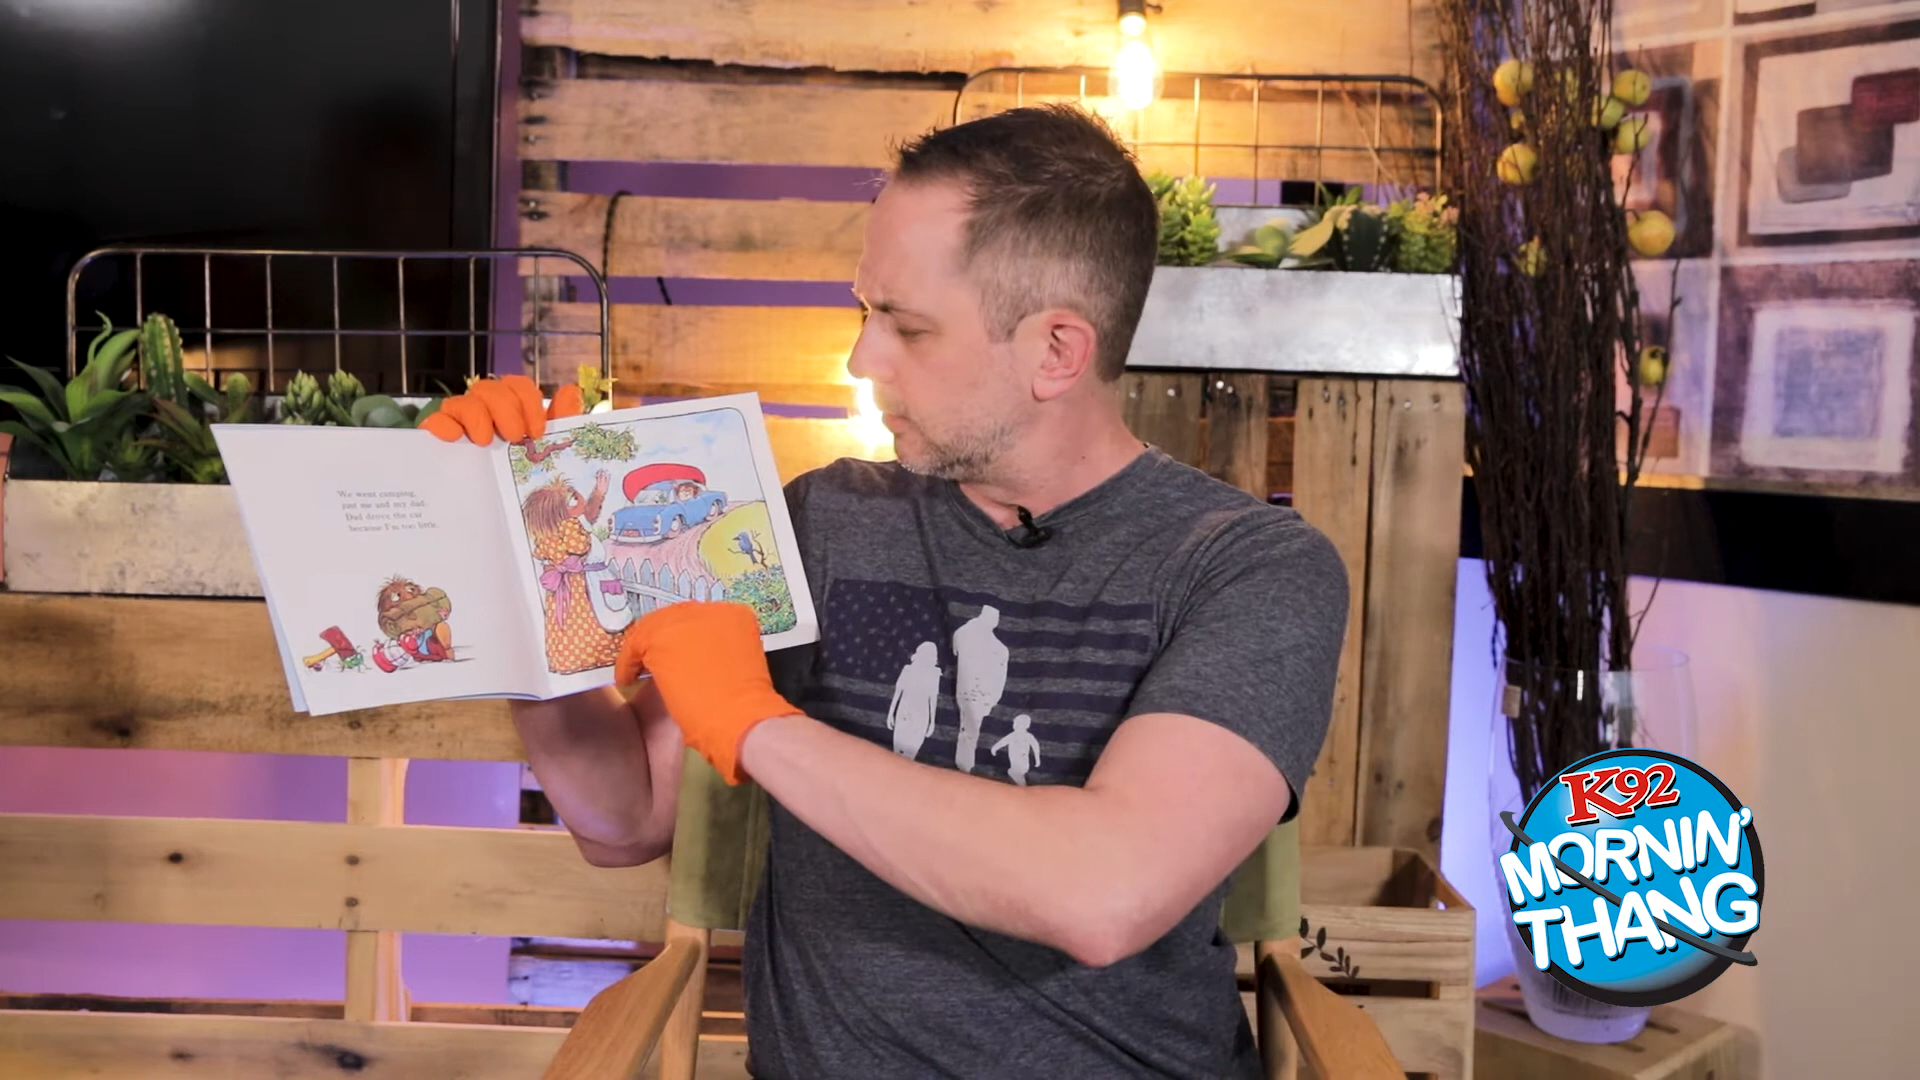 We went camping,
just me and my dad.
Dad drove the car
because I'm too little.
K92
MORNIN'
THANG